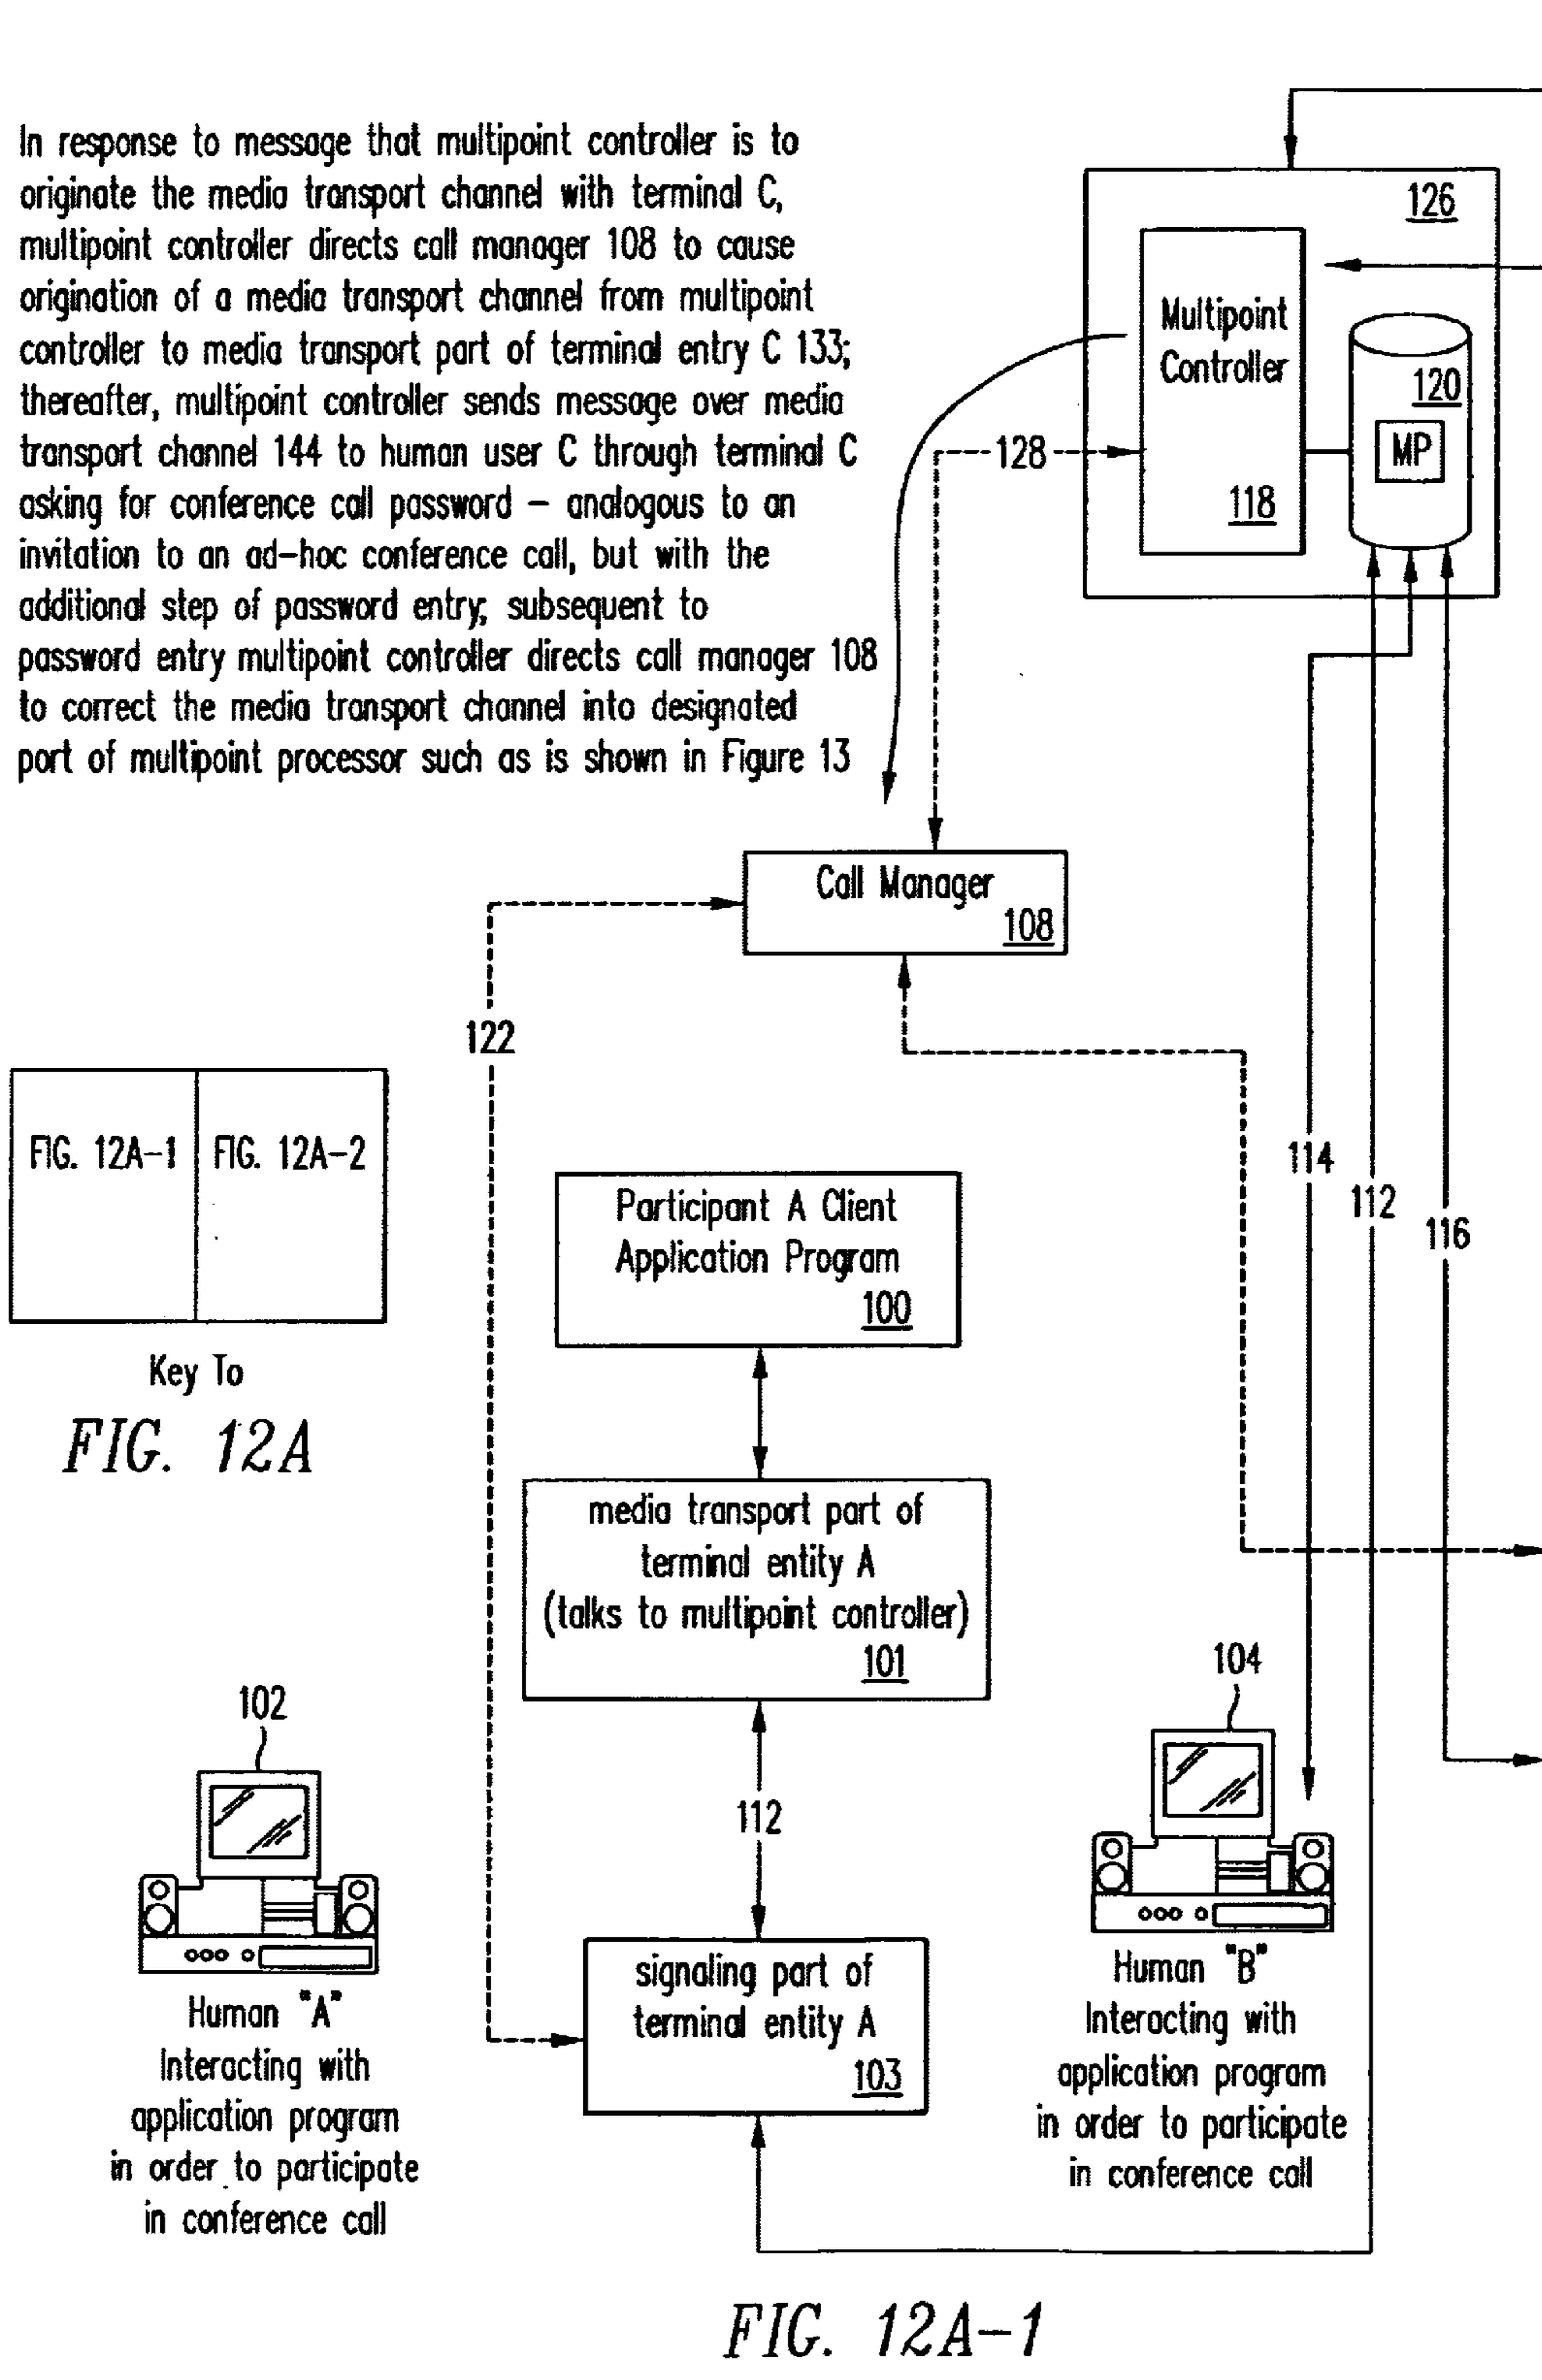 In response to message that multipoint controller is to
originate the media transport channel with terminal C,
multipoint controller directs call manager 108 to cause
origination of a media transport channel from multipoint
controller to media transport part of terminal entry C 133;
thereafter, multipoint controller sends message over media
transport channel 144 to human user C through terminal C
asking for conference call password – analogous to an
invitation to an ad-hoc conference call, but with the
additional step of password entry; subsequent to
password entry multipoint controller directs call manager 108
to correct the media transport channel into designated
port of multipoint processor such as is shown in Figure 13
126
Multipoint
Controller
118
120
MP
128
Call Manager
108
122
FIG. 12A-1
FIG. 12A-2
Key To
FIG. 12A
114
112
116
Participant A Client
Application Program
100
media transport part of
terminal entity A
(talks to multipoint controller)
101
112
signaling part of
terminal entity A
103
102
Human "A"
Interacting with
application program
in order to participate
in conference call
104
Human "B"
Interacting with
application program
in order to participate
in conference call
FIG. 12A-1